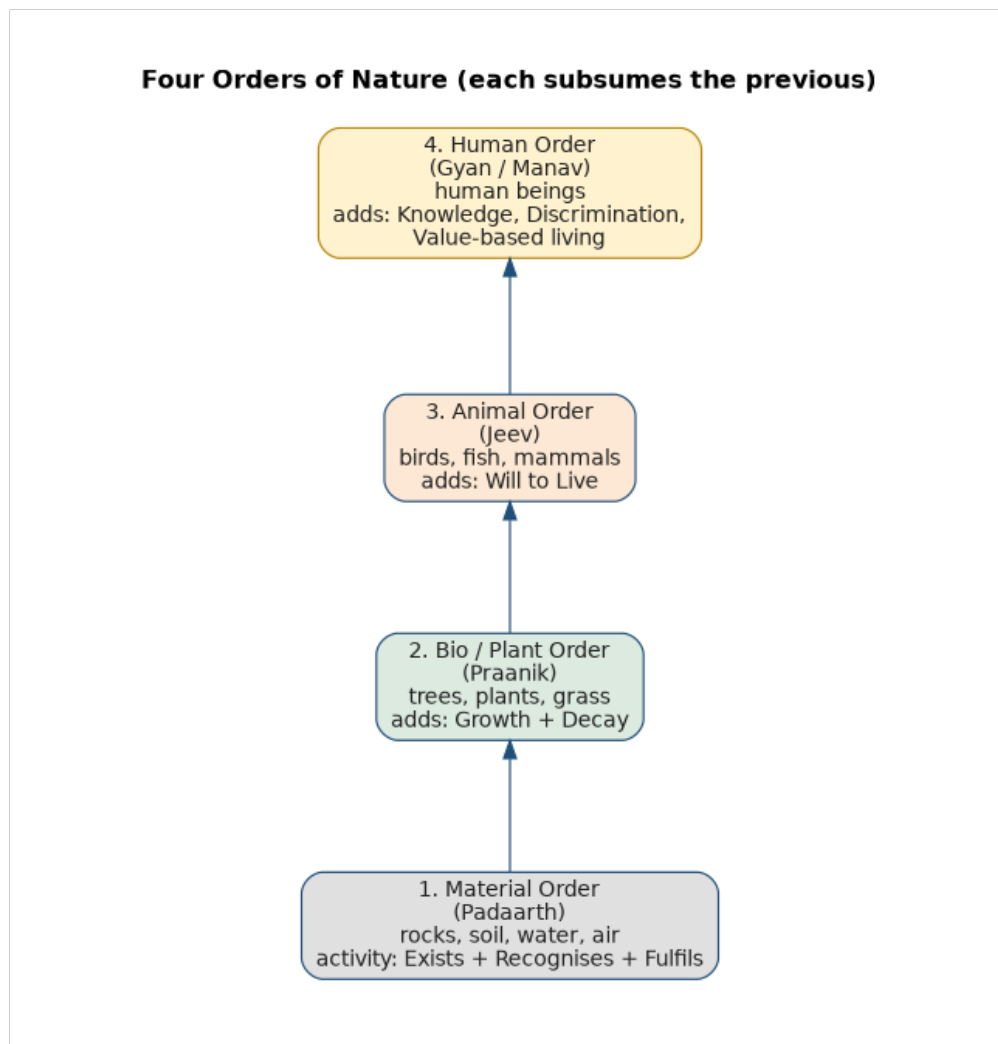 Four Orders of Nature (each subsumes the previous)
4. Human Order
(Gyan / Manav)
human beings
adds: Knowledge, Discrimination,
Value-based living
3. Animal Order
(Jeev)
birds, fish, mammals
adds: Will to Live
2. Bio / Plant Order
(Praanik)
trees, plants, grass
adds: Growth + Decay
1. Material Order
(Padaarth)
rocks, soil, water, air
activity: Exists + Recognises + Fulfils